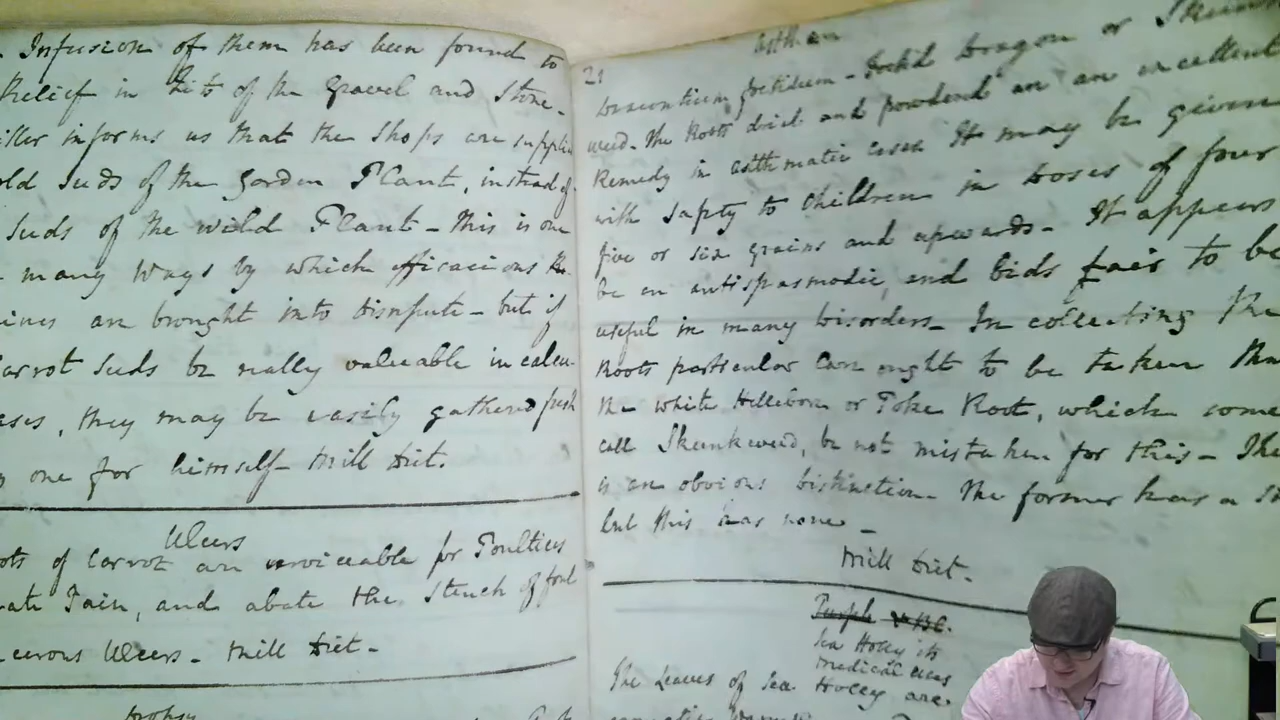 Infusion of them has been found to
Relief in Fits of the Gravel and Stone.
iller informs us that the Shops are supplie
old Seeds of the Garden Plant, instead of
Seeds of the wild Plant - this is one
many Ways by which efficacious the
ines are brought into disrepute - but if
arrot Seeds be really valuable in calcu
ases, they may be easily gathered fresh
one for himself - Mill Dict.
Ulcers
ots of Carrot are serviceable for Poultices
ate Pain, and abate the Stench of foul
cerous Ulcers - Mill Dict -
Dropsy
21
Asthma
Dracontium foetidum - Foetid Dragon or Skunk
weed. The Roots dried and powdered are an excellent
Remedy in asthmatic cases It may be given
with Safety to Children in Doses of four
five or six grains and upwards - It appears
be an antispasmodic, and bids fair to be
useful in many Disorders - In collecting the
Roots particular Care ought to be taken that
the white Hellebore or Poke Root, which some
call Skunkweed, be not mistaken for this - The
is an obvious distinction - The former has a
but this has none -
Mill Dict.
Purple
Sea Holly its
medical uses
The Leaves of Sea Holly are